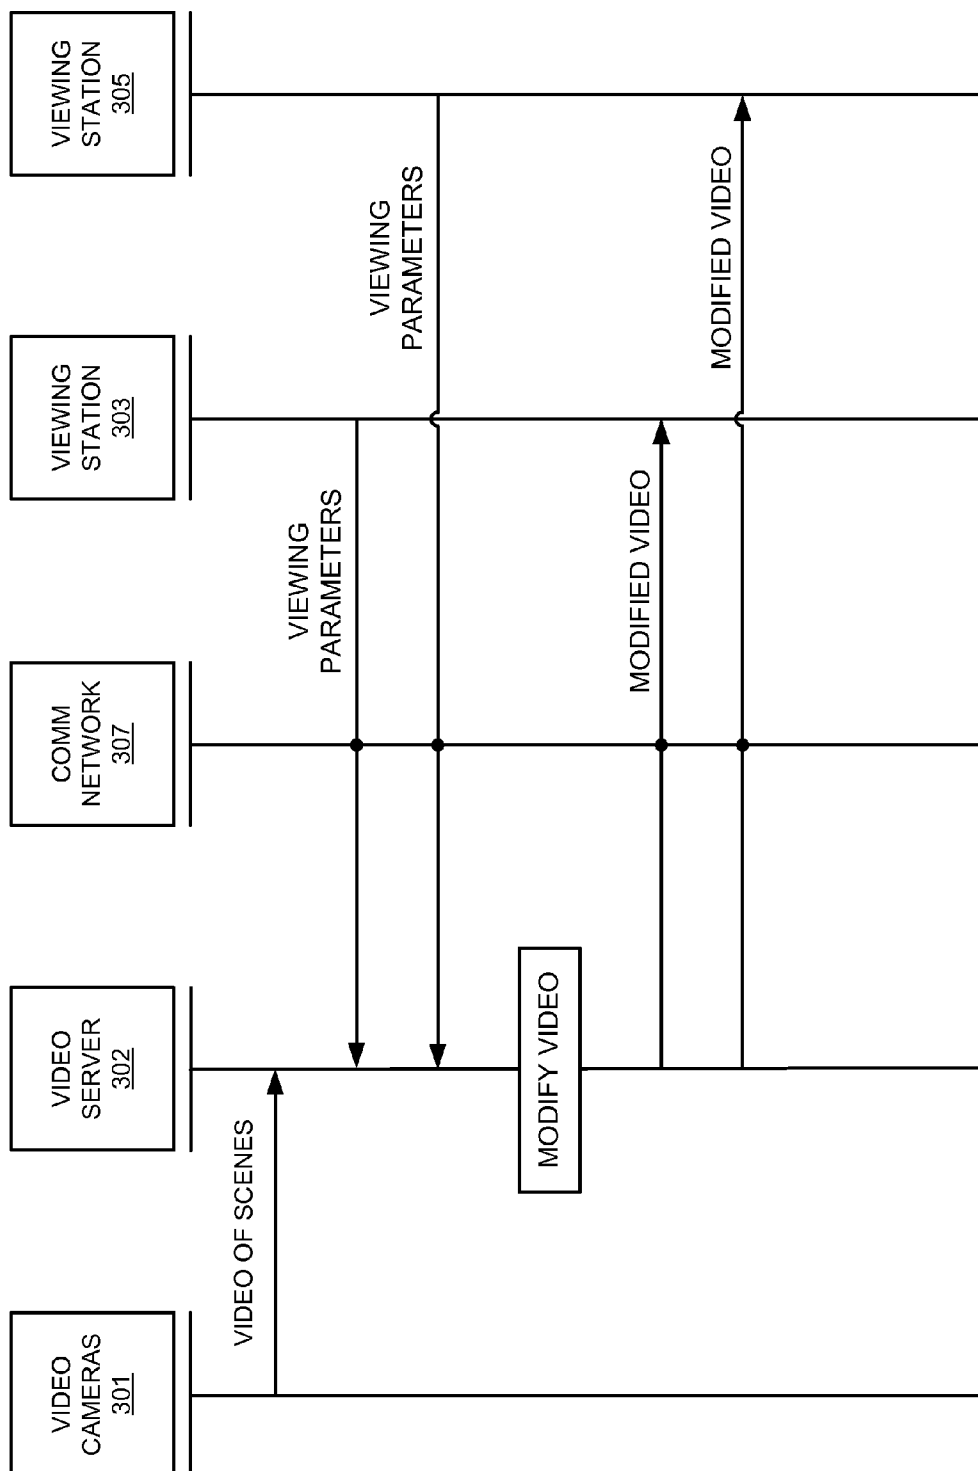 VIDEO
CAMERAS
301
VIDEO
SERVER
302
COMM
NETWORK
307
VIEWING
STATION
303
VIEWING
STATION
305
VIDEO OF SCENES
VIEWING
PARAMETERS
VIEWING
PARAMETERS
MODIFY VIDEO
MODIFIED VIDEO
MODIFIED VIDEO